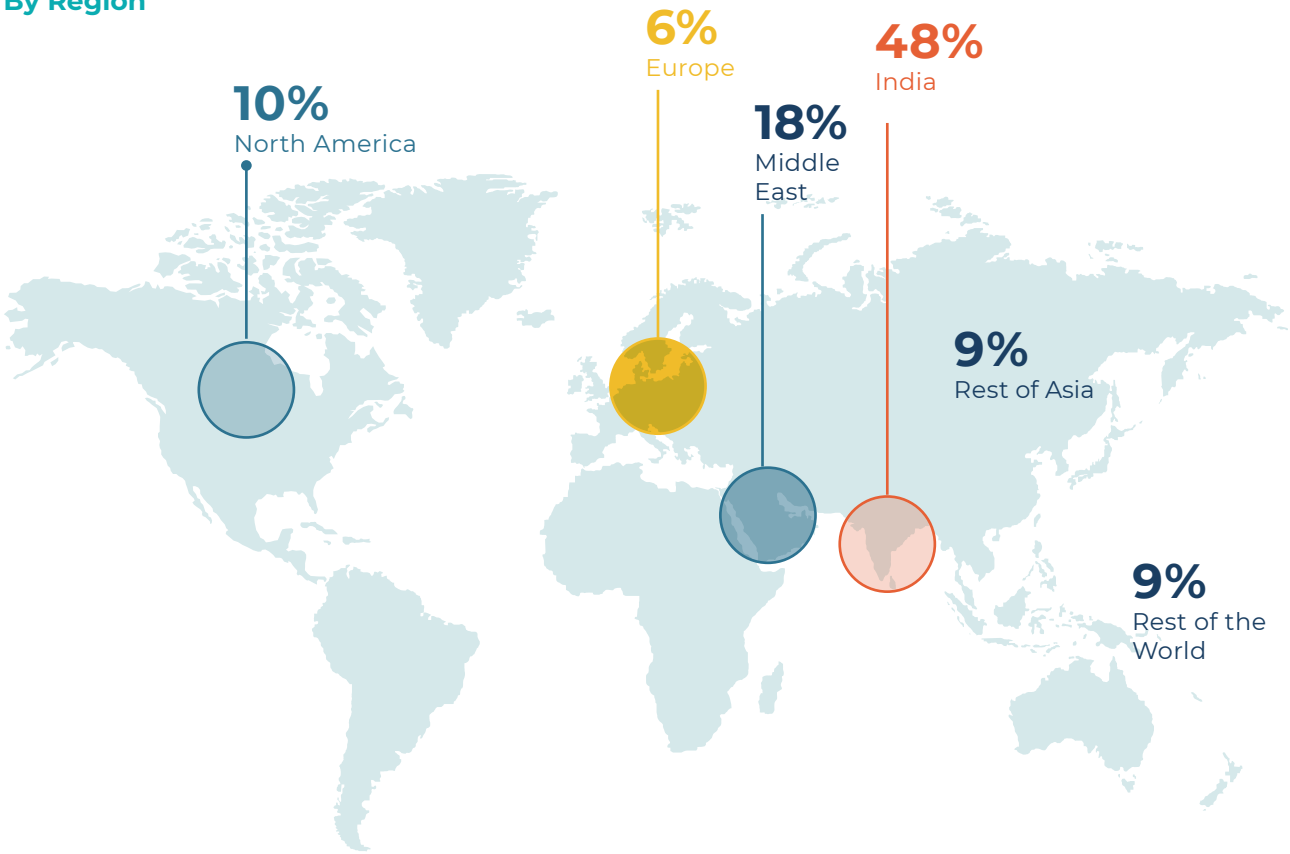 By Region
6%
Europe
48%
India
10%
North America
18%
Middle
East
9%
Rest of Asia
9%
Rest of the
World